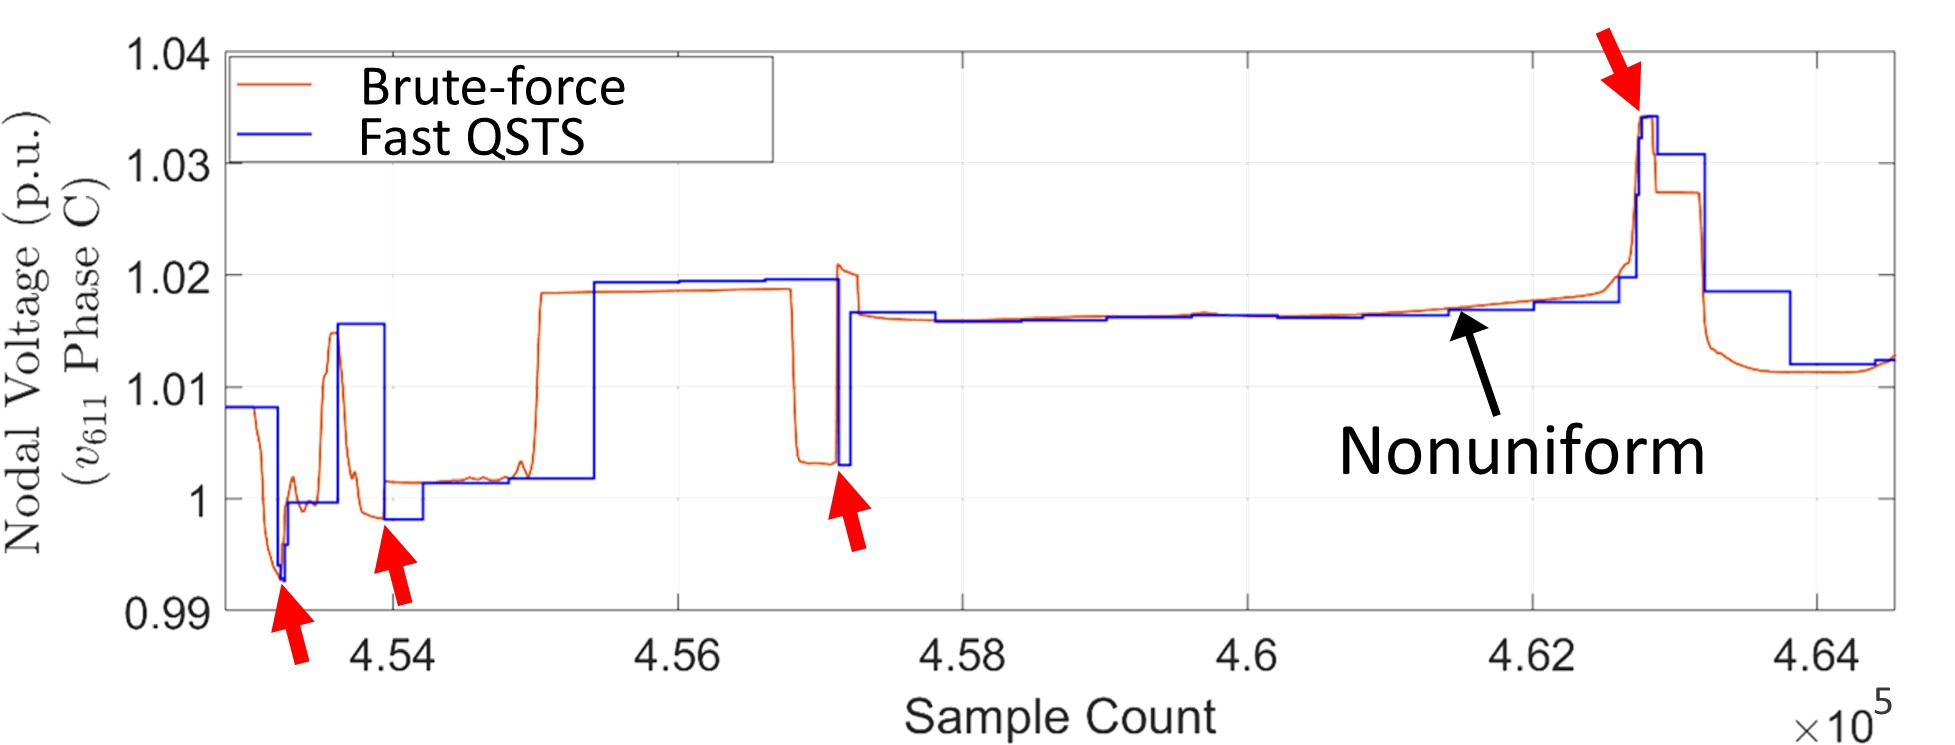 Nodal Voltage (p.u.)
(v611 Phase C)
1.04
1.03
1.02
1.01
1
0.99
Brute-force
Fast QSTS
Nonuniform
4.54 4.56 4.58 4.6 4.62 4.64
Sample Count
×10^5